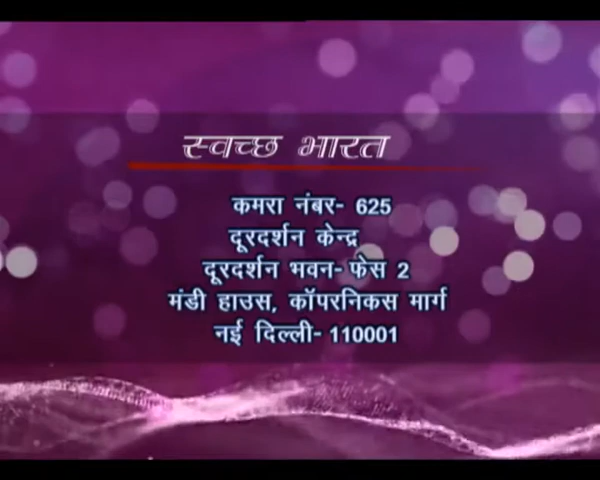 स्वच्छ भारत
कमरा नंबर- 625
दूरदर्शन केन्द्र
दूरदर्शन भवन- फेस 2
मंडी हाउस, कॉपरनिकस मार्ग
नई दिल्ली- 110001